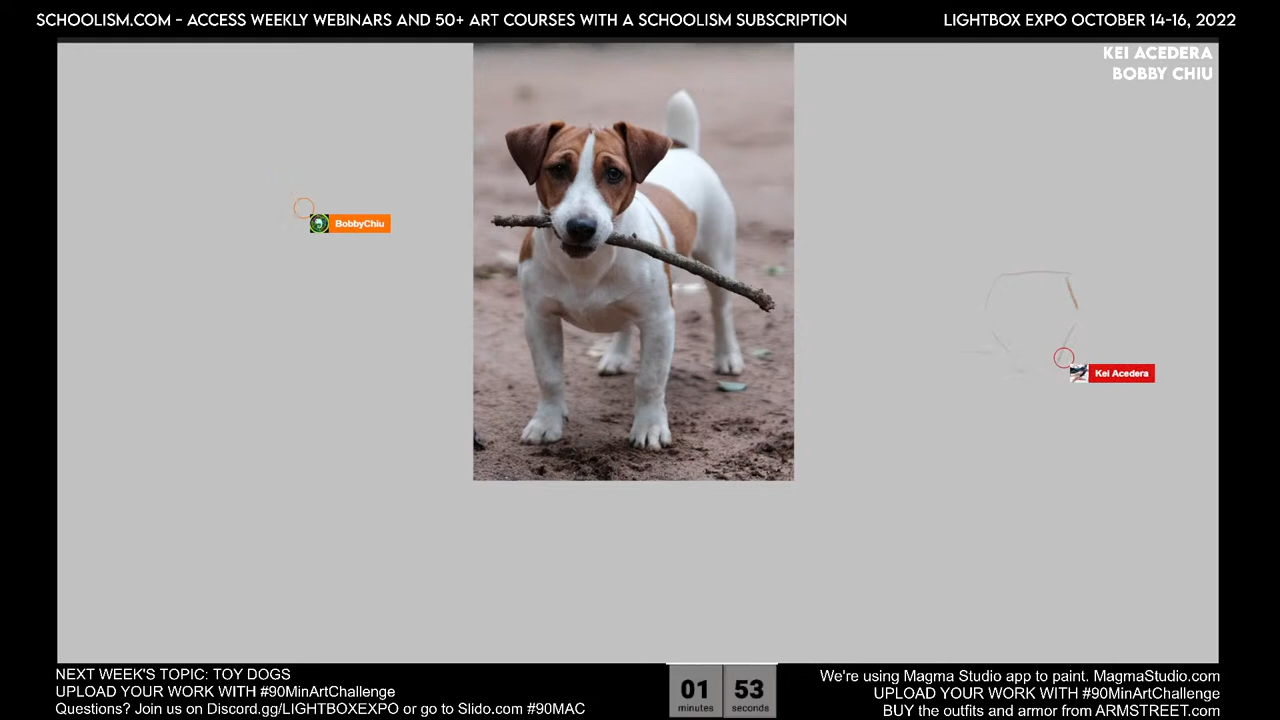 SCHOOLISM.COM - ACCESS WEEKLY WEBINARS AND 50+ ART COURSES WITH A SCHOOLISM SUBSCRIPTION
LIGHTBOX EXPO OCTOBER 14-16, 2022
KEI ACEDERA
BOBBY CHIU
BobbyChiu
Kei Acedera
NEXT WEEK'S TOPIC: TOY DOGS
UPLOAD YOUR WORK WITH #90MinArtChallenge
Questions? Join us on Discord.gg/LIGHTBOXEXPO or go to Slido.com #90MAC
01 53
minutes seconds
We're using Magma Studio app to paint. MagmaStudio.com
UPLOAD YOUR WORK WITH #90MinArtChallenge
BUY the outfits and armor from ARMSTREET.com